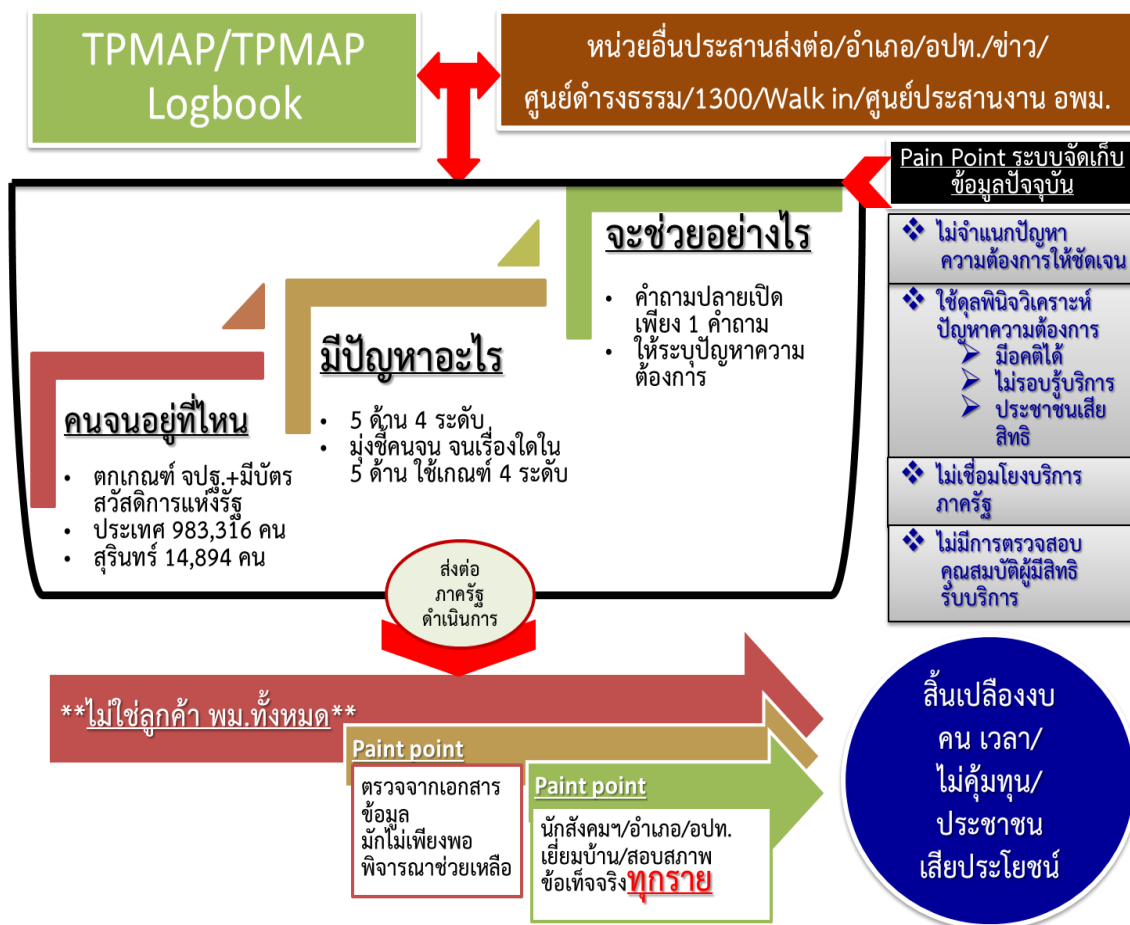 TPMAP/TPMAP
Logbook
หน่วยอื่นประสานส่งต่อ/อำเภอ/อปท./ข่าว/
ศูนย์ดำรงธรรม/1300/Walk in/ศูนย์ประสานงาน อพม.
Pain Point ระบบจัดเก็บ
ข้อมูลปัจจุบัน
❖ ไม่จำแนกปัญหา
ความต้องการให้ชัดเจน
❖ ใช้ดุลพินิจวิเคราะห์
ปัญหาความต้องการ
➢ มีอคติได้
➢ ไม่รอบรู้บริการ
➢ ประชาชนเสีย
สิทธิ
❖ ไม่เชื่อมโยงบริการ
ภาครัฐ
❖ ไม่มีการตรวจสอบ
คุณสมบัติผู้มีสิทธิ
รับบริการ
คนจนอยู่ที่ไหน
• ตกเกณฑ์ จปฐ.+มีบัตร
สวัสดิการแห่งรัฐ
• ประเทศ 983,316 คน
• สุรินทร์ 14,894 คน
มีปัญหาอะไร
• 5 ด้าน 4 ระดับ
• มุ่งชี้คนจน จนเรื่องใดใน
5 ด้าน ใช้เกณฑ์ 4 ระดับ
จะช่วยอย่างไร
• คำถามปลายเปิด
เพียง 1 คำถาม
• ให้ระบุปัญหาความ
ต้องการ
ส่งต่อ
ภาครัฐ
ดำเนินการ
**ไม่ใช่ลูกค้า พม.ทั้งหมด**
Paint point
ตรวจจากเอกสาร
ข้อมูล
มักไม่เพียงพอ
พิจารณาช่วยเหลือ
Paint point
นักสังคมฯ/อำเภอ/อปท.
เยี่ยมบ้าน/สอบสภาพ
ข้อเท็จจริงทุกราย
สิ้นเปลืองงบ
คน เวลา/
ไม่คุ้มทุน/
ประชาชน
เสียประโยชน์